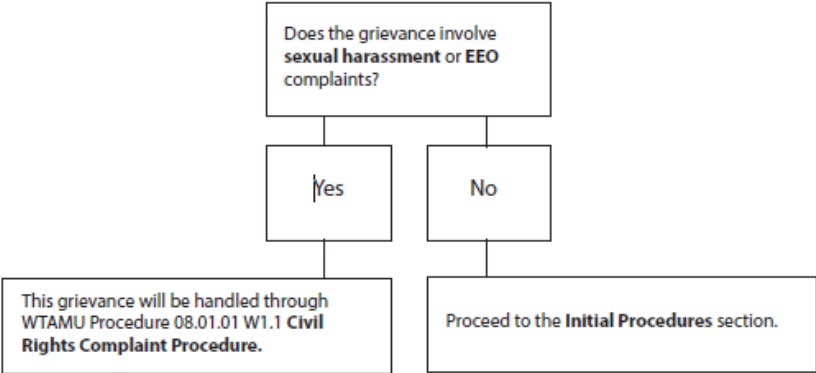 Does the grievance involve
sexual harassment or EEO
complaints?
Yes
No
This grievance will be handled through
WTAMU Procedure 08.01.01 W1.1 Civil
Rights Complaint Procedure.
Proceed to the Initial Procedures section.